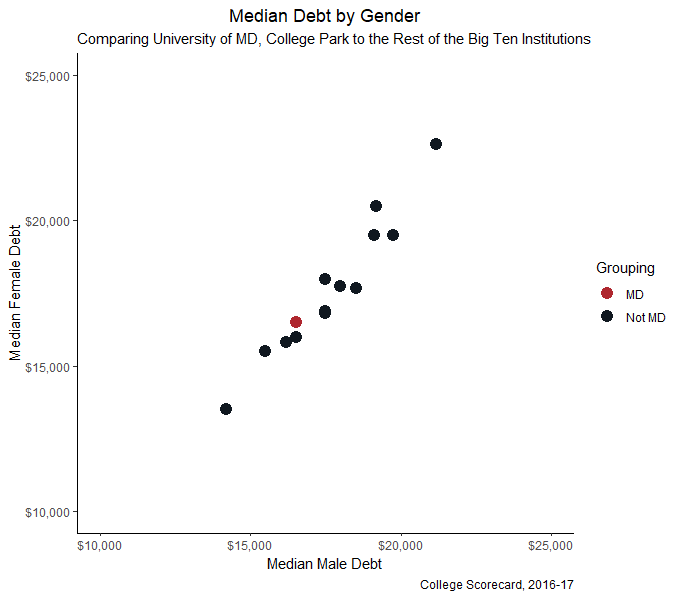 Median Debt by Gender
Comparing University of MD, College Park to the Rest of the Big Ten Institutions
$25,000
$20,000
$15,000
$10,000
Median Female Debt
$10,000 $15,000 $20,000 $25,000
Median Male Debt
Grouping
MD
Not MD
College Scorecard, 2016-17